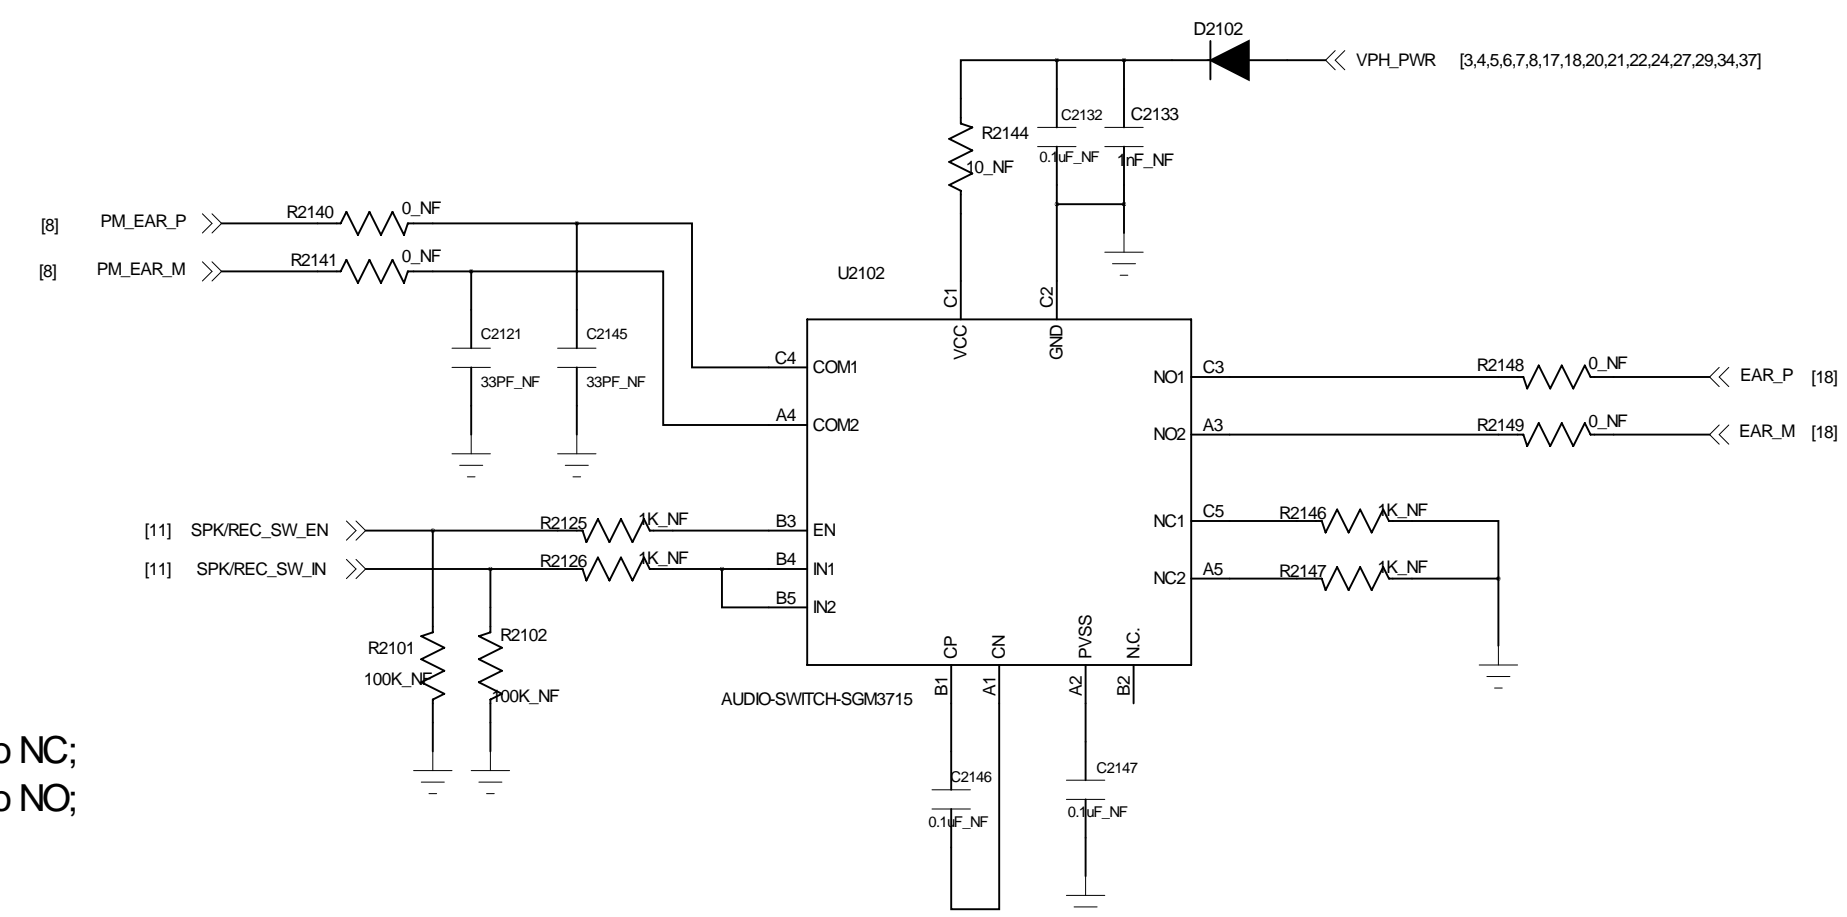 D2102
VPH_PWR [3,4,5,6,7,8,17,18,20,21,22,24,27,29,34,37]
C2132
C2133
R2144
0.1uF_NF
1nF_NF
10_NF
[8] PM_EAR_P
R2140
0_NF
[8] PM_EAR_M
R2141
0_NF
U2102
C1
C2
VCC
GND
C2121
C2145
33PF_NF
33PF_NF
C4
COM1
A4
COM2
NO1
C3
R2148
0_NF
EAR_P [18]
NO2
A3
R2149
0_NF
EAR_M [18]
[11] SPK/REC_SW_EN
R2125
1K_NF
B3
EN
[11] SPK/REC_SW_IN
R2126
1K_NF
B4
IN1
B5
IN2
NC1
C5
R2146
1K_NF
NC2
A5
R2147
1K_NF
R2101
100K_NF
R2102
100K_NF
CP
CN
PVSS
N.C.
B1
A1
A2
B2
AUDIO-SWITCH-SGM3715
o NC;
o NO;
C2146
0.1uF_NF
C2147
0.1uF_NF